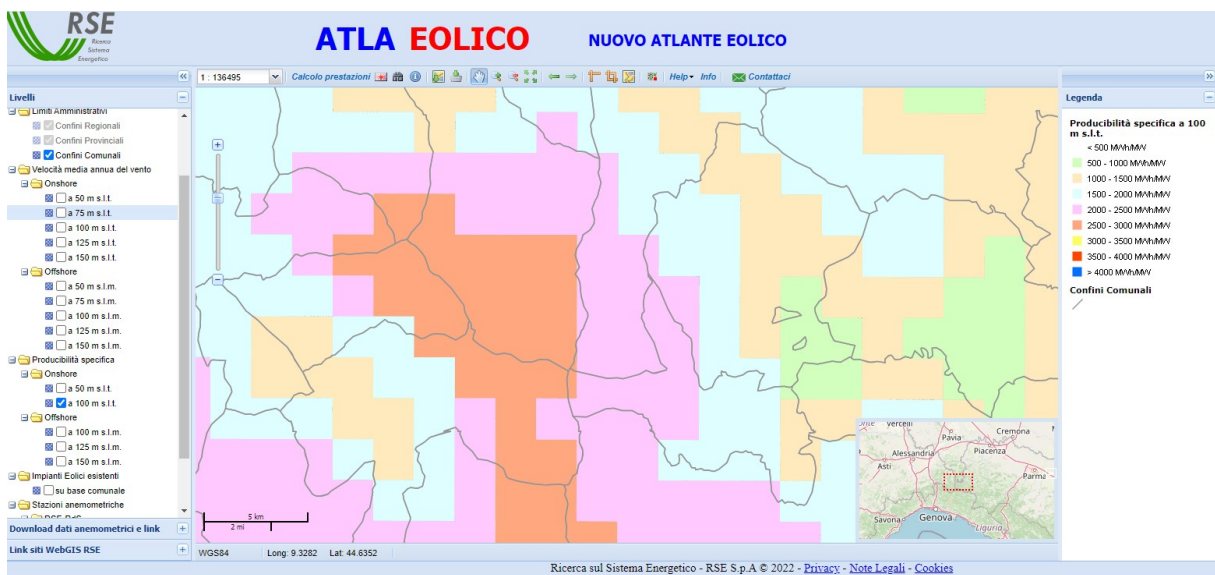 RSE
Ricerca
Sistema
Energetico
ATLA EOLICO
NUOVO ATLANTE EOLICO
1 : 136495
Calcolo prestazioni
Help
Info
Contattaci
Livelli
Limiti Amministrativi
Confini Regionali
Confini Provinciali
Confini Comunali
Velocità media annua del vento
Onshore
a 50 m s.l.t.
a 75 m s.l.t.
a 100 m s.l.t.
a 125 m s.l.t.
a 150 m s.l.t.
Offshore
a 50 m s.l.m.
a 75 m s.l.m.
a 100 m s.l.m.
a 125 m s.l.m.
a 150 m s.l.m.
Producibilità specifica
Onshore
a 50 m s.l.t.
a 100 m s.l.t.
Offshore
a 100 m s.l.m.
a 125 m s.l.m.
a 150 m s.l.m.
Impianti Eolici esistenti
su base comunale
Stazioni anemometriche
Download dati anemometrici e link
Link siti WebGIS RSE
5 km
2 mi
WGS84 Long: 9.3282 Lat: 44.6352
Vercelli
Pavia
Cremona
Alessandria
Piacenza
Asti
Parma
Savona
Genova
Liguria
Legenda
Producibilità specifica a 100
m s.l.t.
< 500 MWh/MW
500 - 1000 MWh/MW
1000 - 1500 MWh/MW
1500 - 2000 MWh/MW
2000 - 2500 MWh/MW
2500 - 3000 MWh/MW
3000 - 3500 MWh/MW
3500 - 4000 MWh/MW
> 4000 MWh/MW
Confini Comunali
Ricerca sul Sistema Energetico - RSE S.p.A © 2022 - Privacy - Note Legali - Cookies